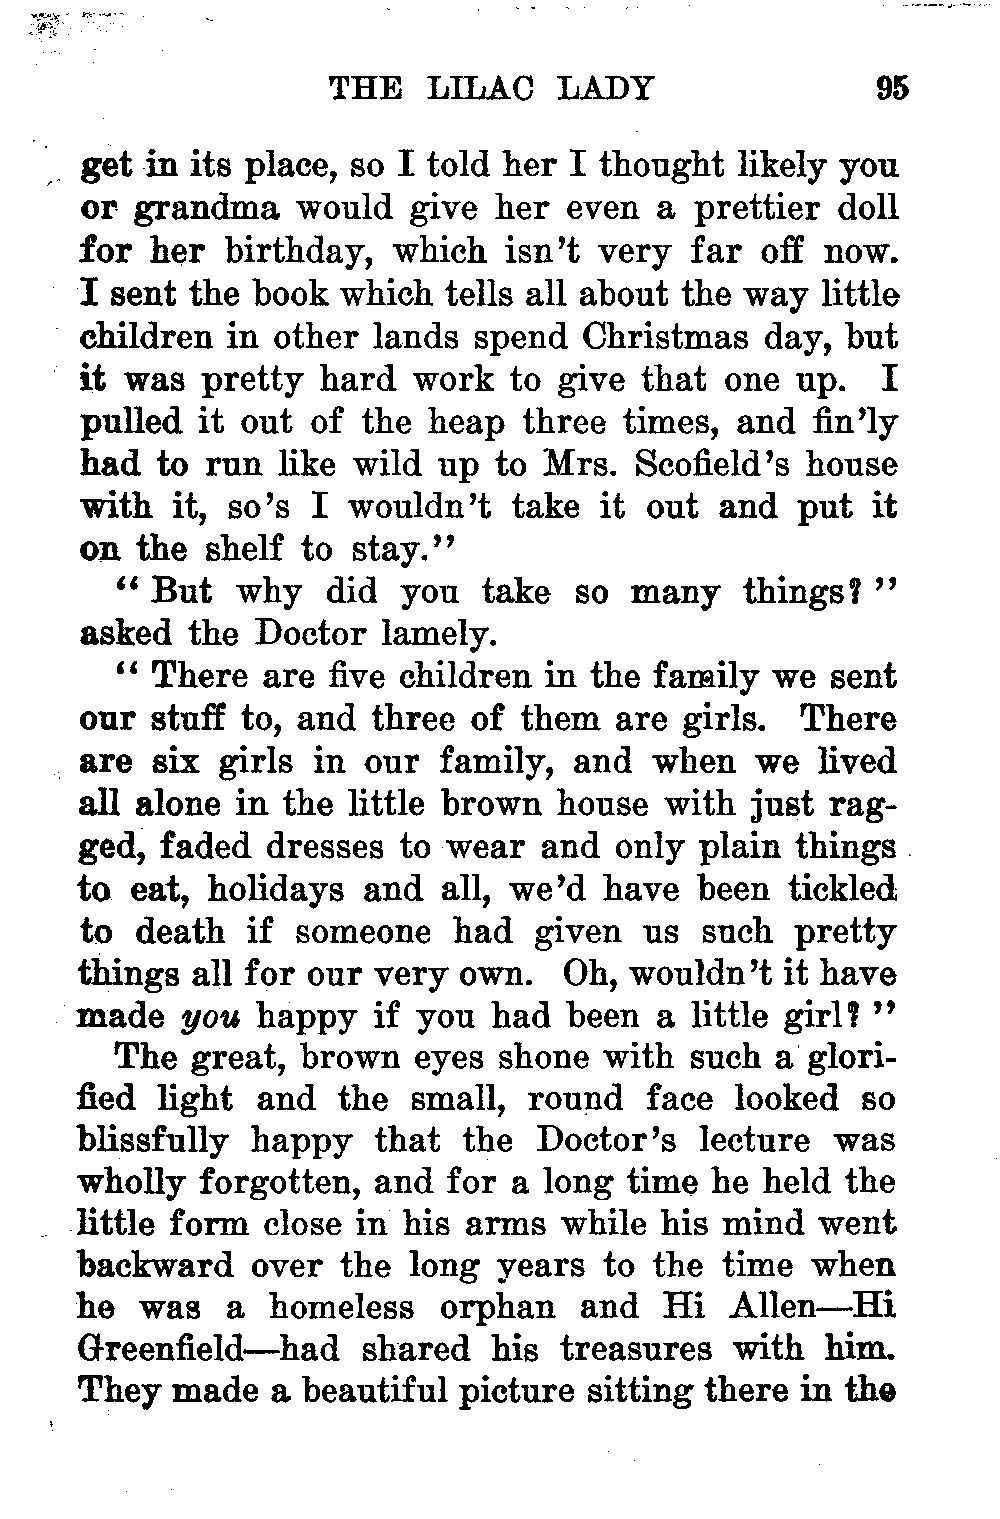 THE LILAC LADY 95
get in its place, so I told her I thought likely you
or grandma would give her even a prettier doll
for her birthday, which isn't very far off now.
I sent the book which tells all about the way little
children in other lands spend Christmas day, but
it was pretty hard work to give that one up. I
pulled it out of the heap three times, and fin'ly
had to run like wild up to Mrs. Scofield's house
with it, so's I wouldn't take it out and put it
on the shelf to stay."
" But why did you take so many things? "
asked the Doctor lamely.
" There are five children in the family we sent
our stuff to, and three of them are girls. There
are six girls in our family, and when we lived
all alone in the little brown house with just rag-
ged, faded dresses to wear and only plain things
to eat, holidays and all, we'd have been tickled
to death if someone had given us such pretty
things all for our very own. Oh, wouldn't it have
made you happy if you had been a little girl? "
The great, brown eyes shone with such a glori-
fied light and the small, round face looked so
blissfully happy that the Doctor's lecture was
wholly forgotten, and for a long time he held the
little form close in his arms while his mind went
backward over the long years to the time when
he was a homeless orphan and Hi Allen—Hi
Greenfield—had shared his treasures with him.
They made a beautiful picture sitting there in the